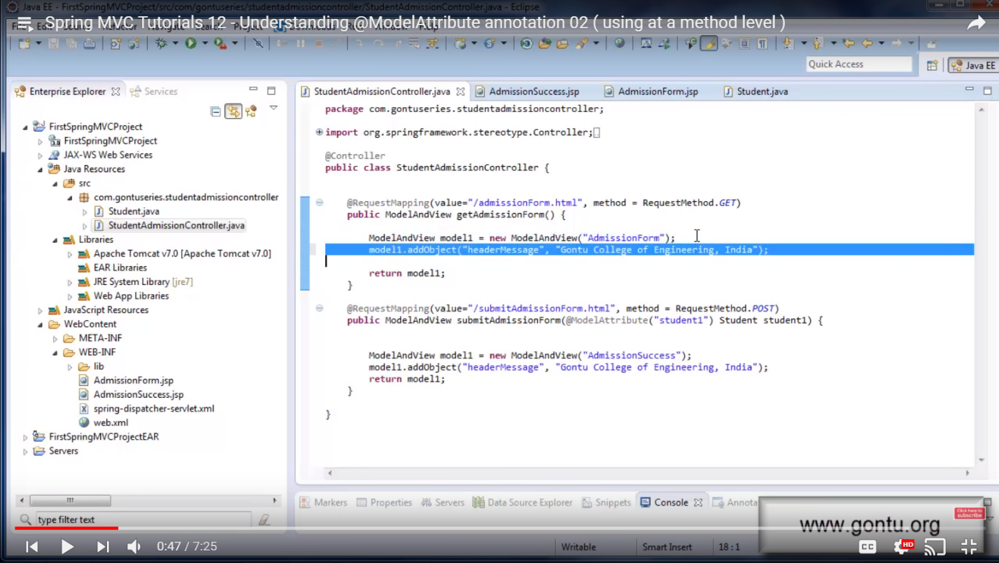 Java EE - FirstSpringMVCProject/src/com/gontuseries/studentadmissioncontroller/StudentAdmissionController.java - Eclipse
Spring MVC Tutorials 12 - Understanding @ModelAttribute annotation 02 ( using at a method level )
Quick Access
Java EE
Enterprise Explorer
Services
StudentAdmissionController.java
AdmissionSuccess.jsp
AdmissionForm.jsp
Student.java
FirstSpringMVCProject
FirstSpringMVCProject
JAX-WS Web Services
Java Resources
src
com.gontuseries.studentadmissioncontroller
Student.java
StudentAdmissionController.java
Libraries
Apache Tomcat v7.0 [Apache Tomcat v7.0]
EAR Libraries
JRE System Library [jre7]
Web App Libraries
JavaScript Resources
WebContent
META-INF
WEB-INF
lib
AdmissionForm.jsp
AdmissionSuccess.jsp
spring-dispatcher-servlet.xml
web.xml
FirstSpringMVCProjectEAR
Servers
type filter text
package com.gontuseries.studentadmissioncontroller;
import org.springframework.stereotype.Controller;
@Controller
public class StudentAdmissionController {
@RequestMapping(value="/admissionForm.html", method = RequestMethod.GET)
public ModelAndView getAdmissionForm() {
ModelAndView model1 = new ModelAndView("AdmissionForm");
model1.addObject("headerMessage", "Gontu College of Engineering, India");
return model1;
}
@RequestMapping(value="/submitAdmissionForm.html", method = RequestMethod.POST)
public ModelAndView submitAdmissionForm(@ModelAttribute("student1") Student student1) {
ModelAndView model1 = new ModelAndView("AdmissionSuccess");
model1.addObject("headerMessage", "Gontu College of Engineering, India");
return model1;
}
}
Markers
Properties
Servers
Data Source Explorer
Snippets
Console
Annota
www.gontu.org
Click here to
subscribe
0:47 / 7:25
Writable
Smart Insert
18 : 1
CC
HD